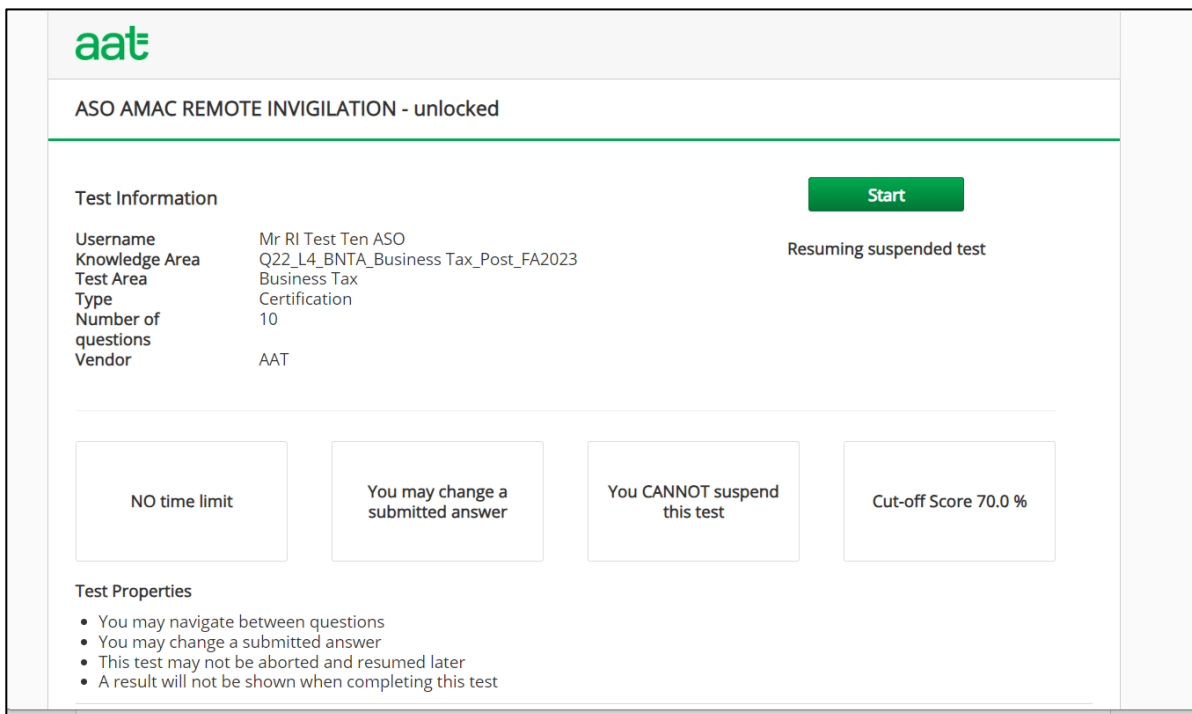 aat
ASO AMAC REMOTE INVIGILATION - unlocked
Test Information
Start
Resuming suspended test
Username Mr RI Test Ten ASO
Knowledge Area Q22_L4_BNTA_Business Tax_Post_FA2023
Test Area Business Tax
Type Certification
Number of 10
questions
Vendor AAT
NO time limit
You may change a
submitted answer
You CANNOT suspend
this test
Cut-off Score 70.0 %
Test Properties
• You may navigate between questions
• You may change a submitted answer
• This test may not be aborted and resumed later
• A result will not be shown when completing this test